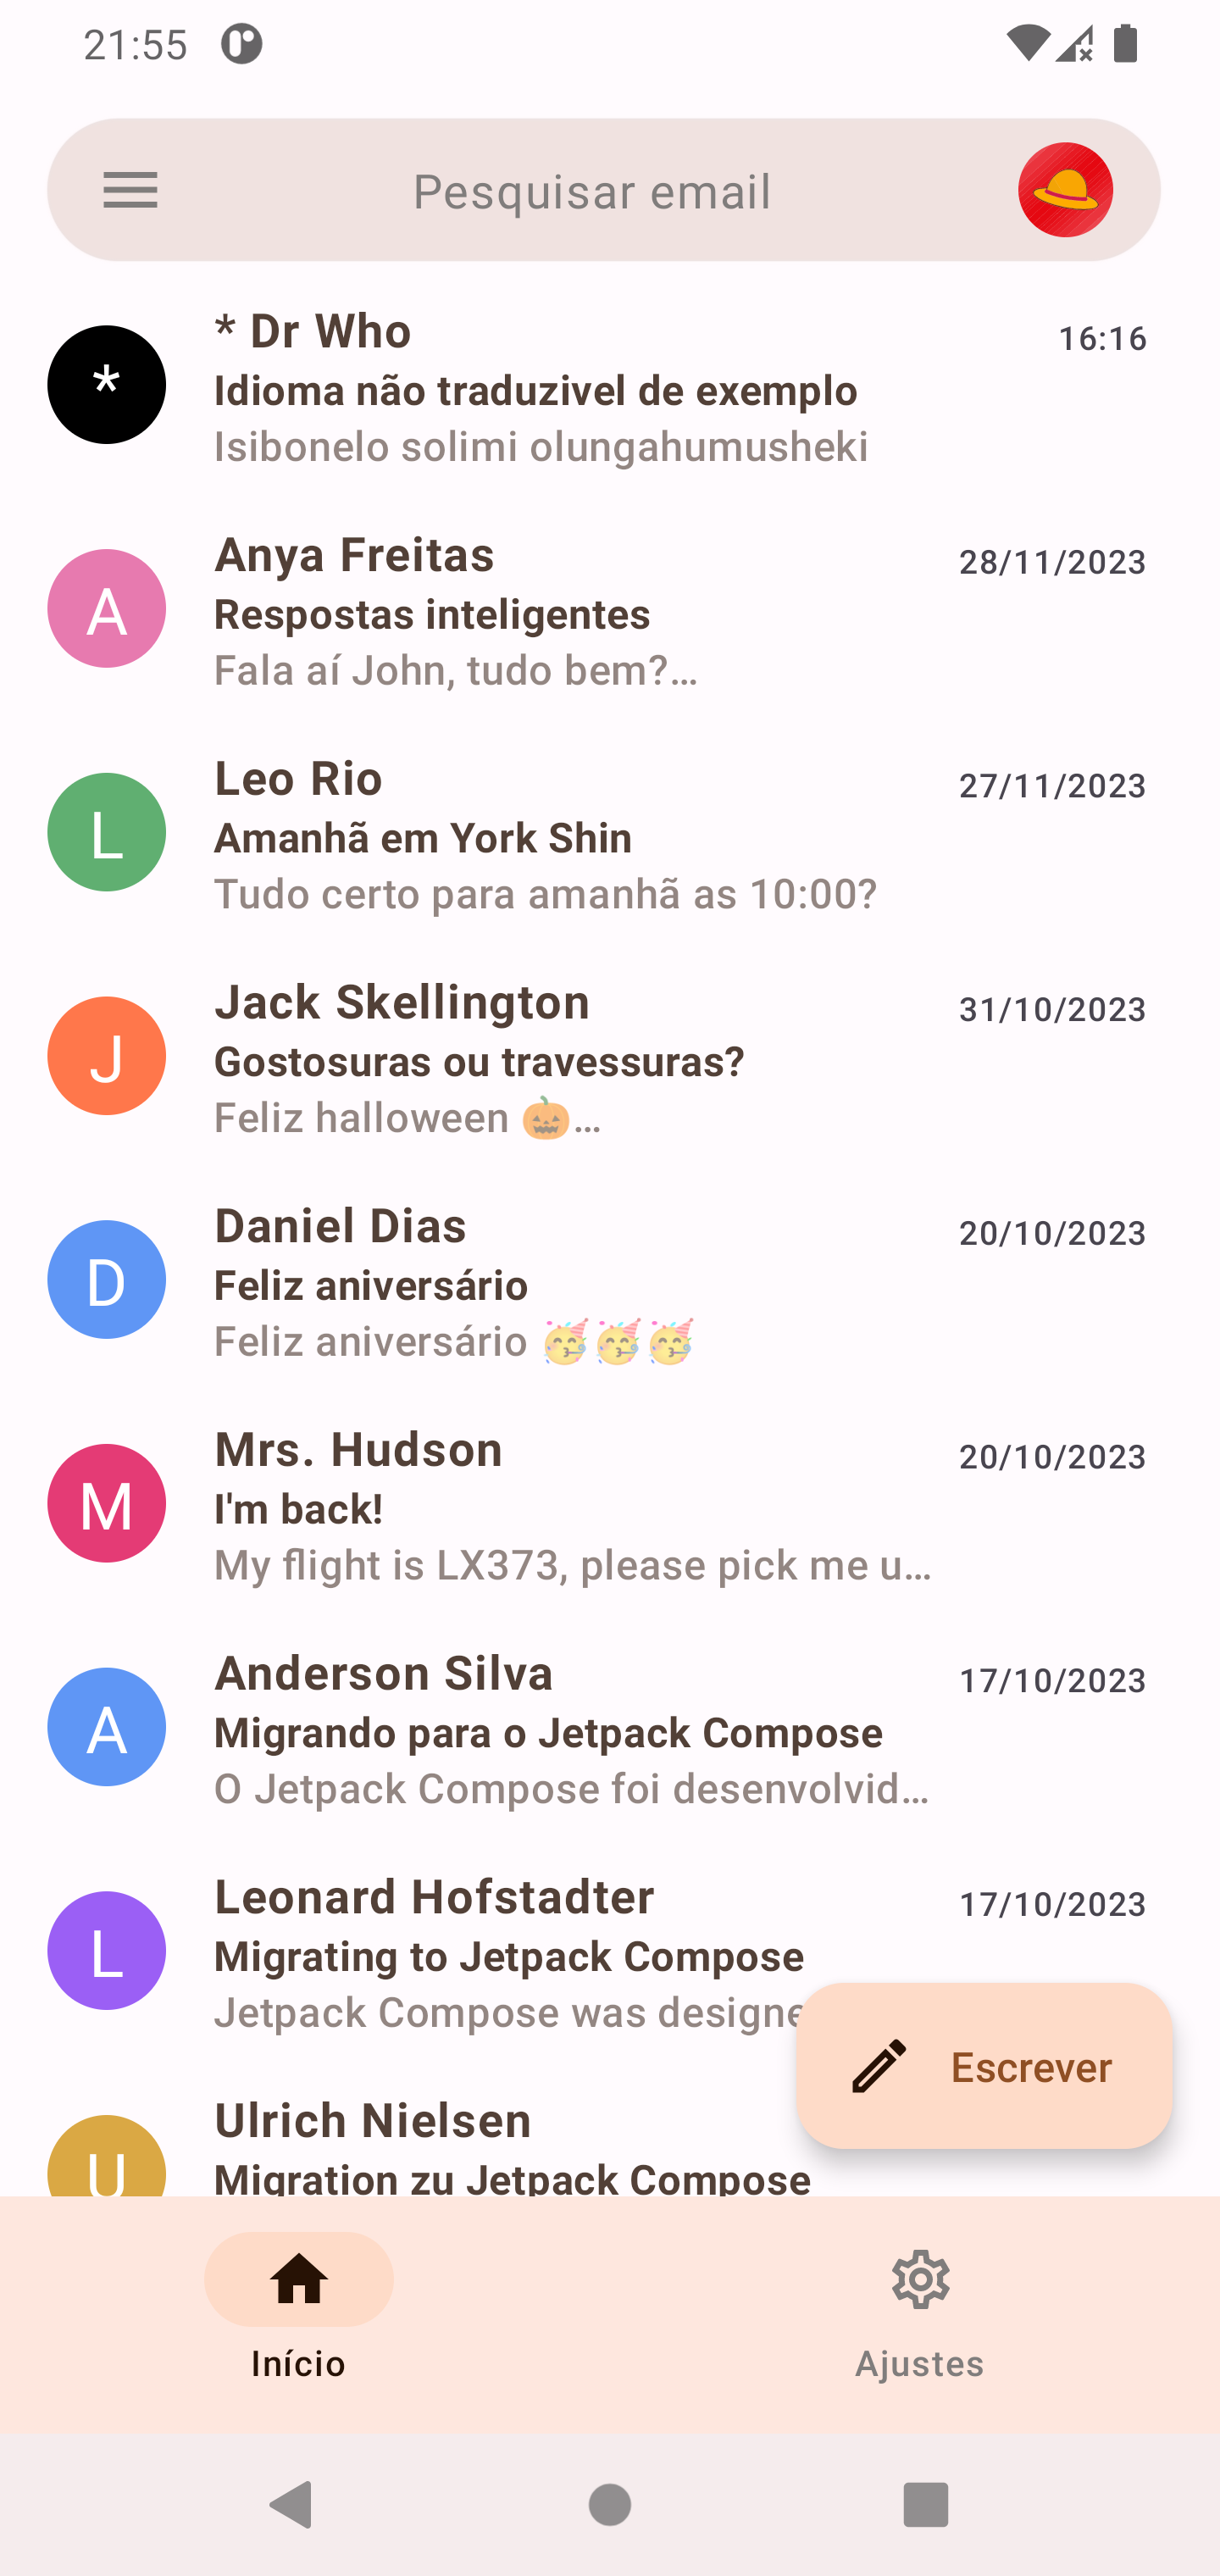 21:55
Pesquisar email
*
* Dr Who
16:16
Idioma não traduzivel de exemplo
Isibonelo solimi olungahumusheki
A
Anya Freitas
28/11/2023
Respostas inteligentes
Fala aí John, tudo bem?...
L
Leo Rio
27/11/2023
Amanhã em York Shin
Tudo certo para amanhã as 10:00?
J
Jack Skellington
31/10/2023
Gostosuras ou travessuras?
Feliz halloween 🎃...
D
Daniel Dias
20/10/2023
Feliz aniversário
Feliz aniversário 🥳🥳🥳
M
Mrs. Hudson
20/10/2023
I'm back!
My flight is LX373, please pick me u...
A
Anderson Silva
17/10/2023
Migrando para o Jetpack Compose
O Jetpack Compose foi desenvolvid...
L
Leonard Hofstadter
17/10/2023
Migrating to Jetpack Compose
Jetpack Compose was designe
Escrever
U
Ulrich Nielsen
Migration zu Jetpack Compose
Início
Ajustes